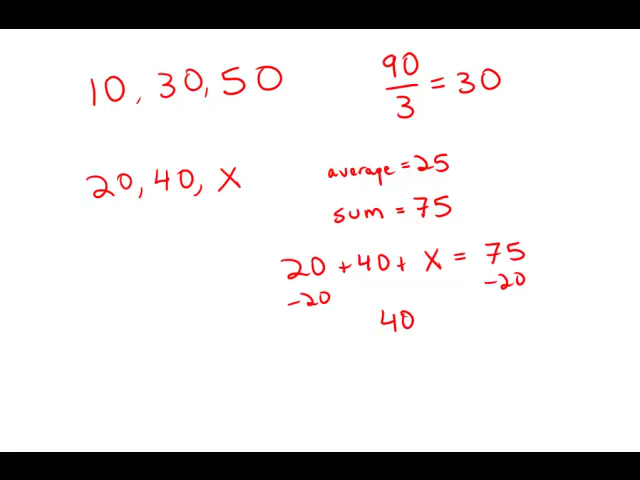 10, 30, 50
90/3 = 30
20, 40, X
average = 25
sum = 75
20 + 40 + X = 75
-20 -20
40